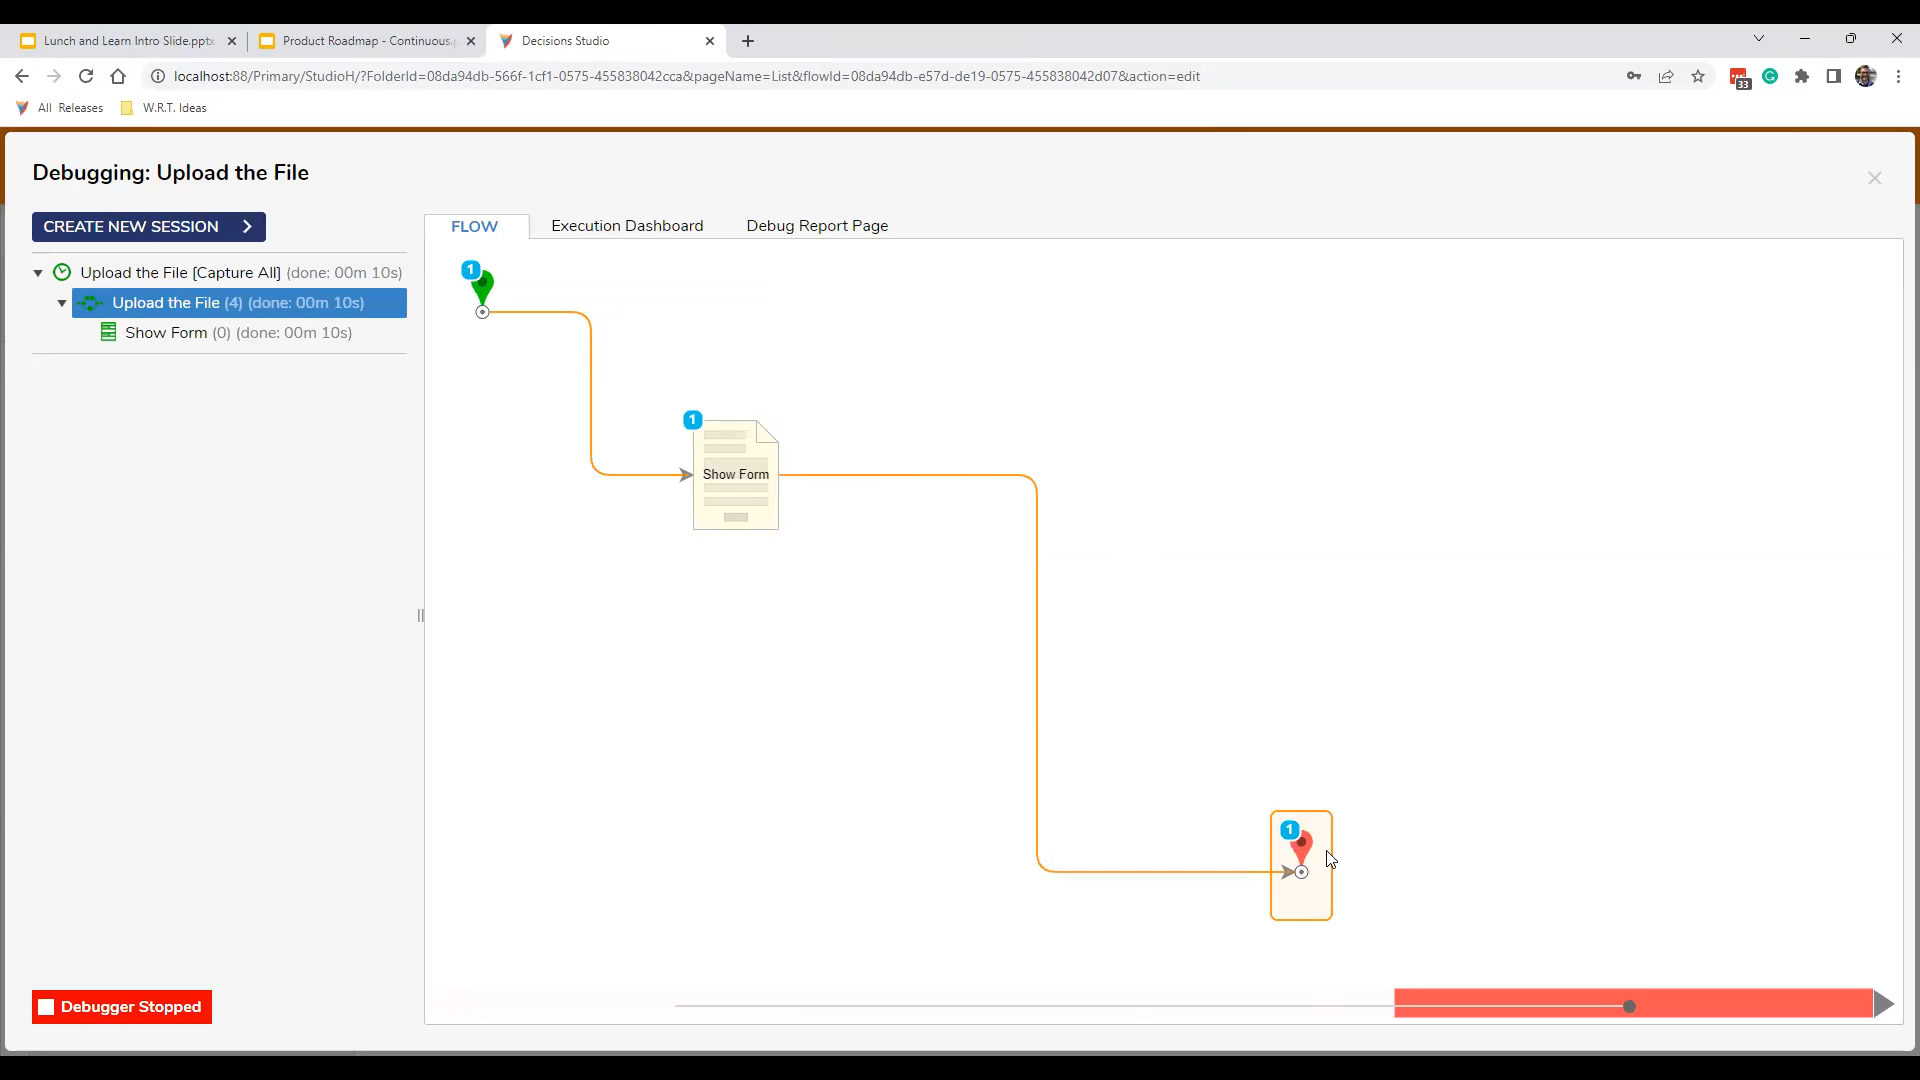 Lunch and Learn Intro Slide.pptx
Product Roadmap - Continuous.
Decisions Studio
localhost:88/Primary/StudioH/?FolderId=08da94db-566f-1cf1-0575-455838042cca&pageName=List&flowId=08da94db-e57d-de19-0575-455838042d07&action=edit
33
All Releases
W.R.T. Ideas
Debugging: Upload the File
CREATE NEW SESSION
FLOW
Execution Dashboard
Debug Report Page
Upload the File [Capture All] (done: 00m 10s)
Upload the File (4) (done: 00m 10s)
Show Form (0) (done: 00m 10s)
1
1
Show Form
1
Debugger Stopped